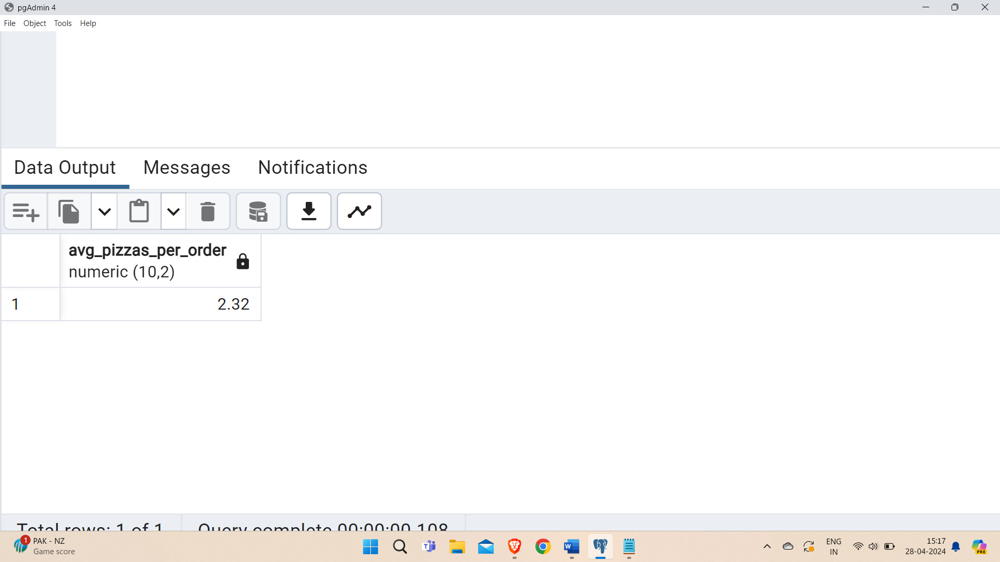 pgAdmin 4
File Object Tools Help
Data Output Messages Notifications
avg_pizzas_per_order
numeric (10,2)
1 2.32
Total rows: 1 of 1 Query complete 00:00:00.108
1 PAK - NZ
Game score
ENG
IN
15:17
28-04-2024
PRE